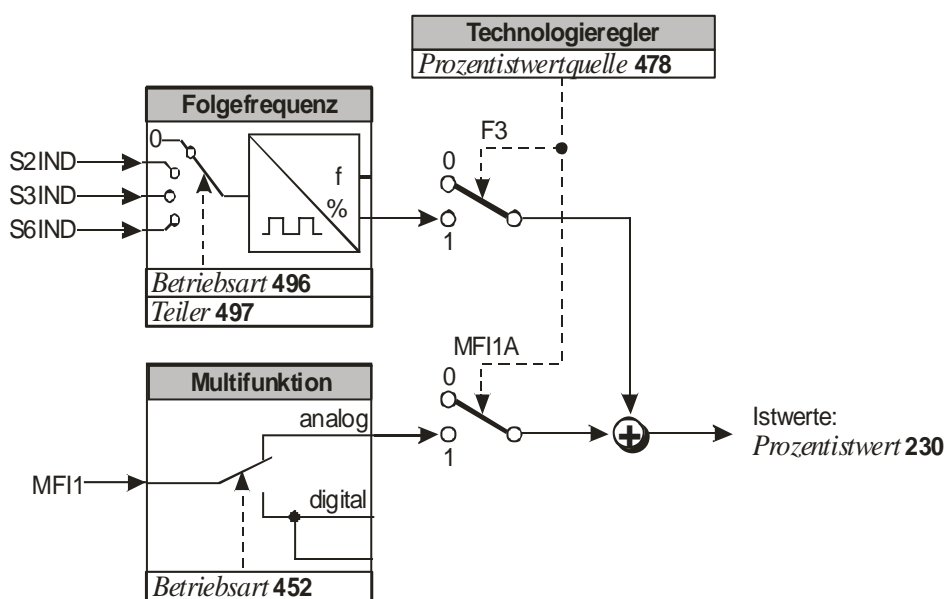 Technologieregler
Prozentistwertquelle 478
Folgefrequenz
0
S2IND
S3IND
S6IND
f
%
Betriebsart 496
Teiler 497
F3
0
1
Multifunktion
analog
MFI1
digital
Betriebsart 452
MFI1A
0
1
+
Istwerte:
Prozentistwert 230